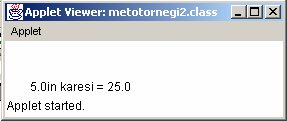 Applet Viewer: metotornegi2.class
Applet
5.0in karesi = 25.0
Applet started.